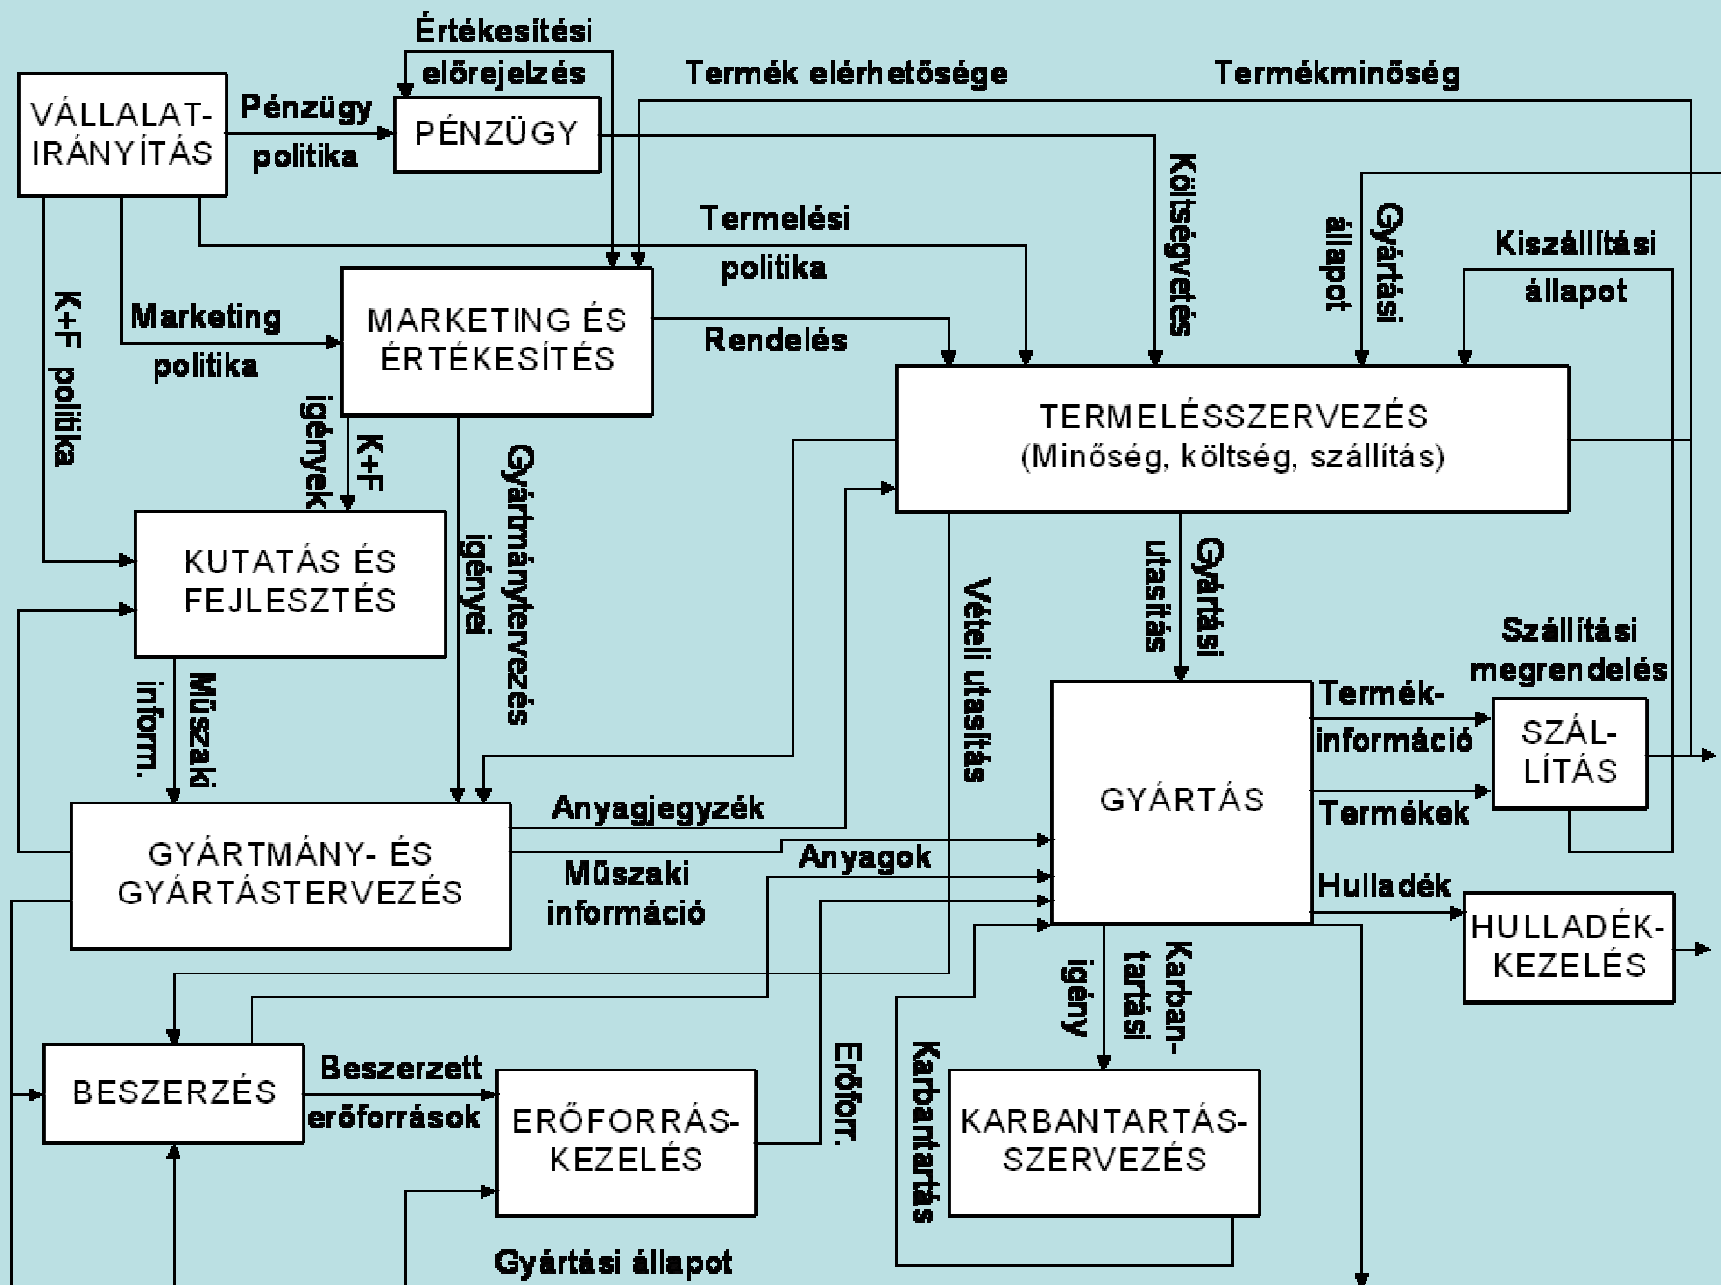 Értékesítési
előrejelzés
Termék elérhetősége
Termékminőség
VÁLLALAT-
IRÁNYÍTÁS
Pénzügy
politika
PÉNZÜGY
Költségvetés
Gyártási
állapot
Kiszállítási
állapot
Termelési
politika
K+F politika
Marketing
politika
MARKETING ÉS
ÉRTÉKESÍTÉS
Rendelés
TERMELÉSSZERVEZÉS
(Minőség, költség, szállítás)
K+F
igények
Gyártmánytervezés
igényei
KUTATÁS ÉS
FEJLESZTÉS
Vételi utasítás
Gyártási
utasítás
Műszaki
inform.
Szállítási
megrendelés
Termék-
információ
SZÁL-
LÍTÁS
GYÁRTÁS
Termékek
Anyagjegyzék
GYÁRTMÁNY- ÉS
GYÁRTÁSTERVEZÉS
Műszaki
információ
Anyagok
Hulladék
HULLADÉK-
KEZELÉS
Karban-
tartási
igény
BESZERZÉS
Beszerzett
erőforrások
ERŐFORRÁS-
KEZELÉS
Erőforr.
Karbantartás
KARBANTARTÁS-
SZERVEZÉS
Gyártási állapot